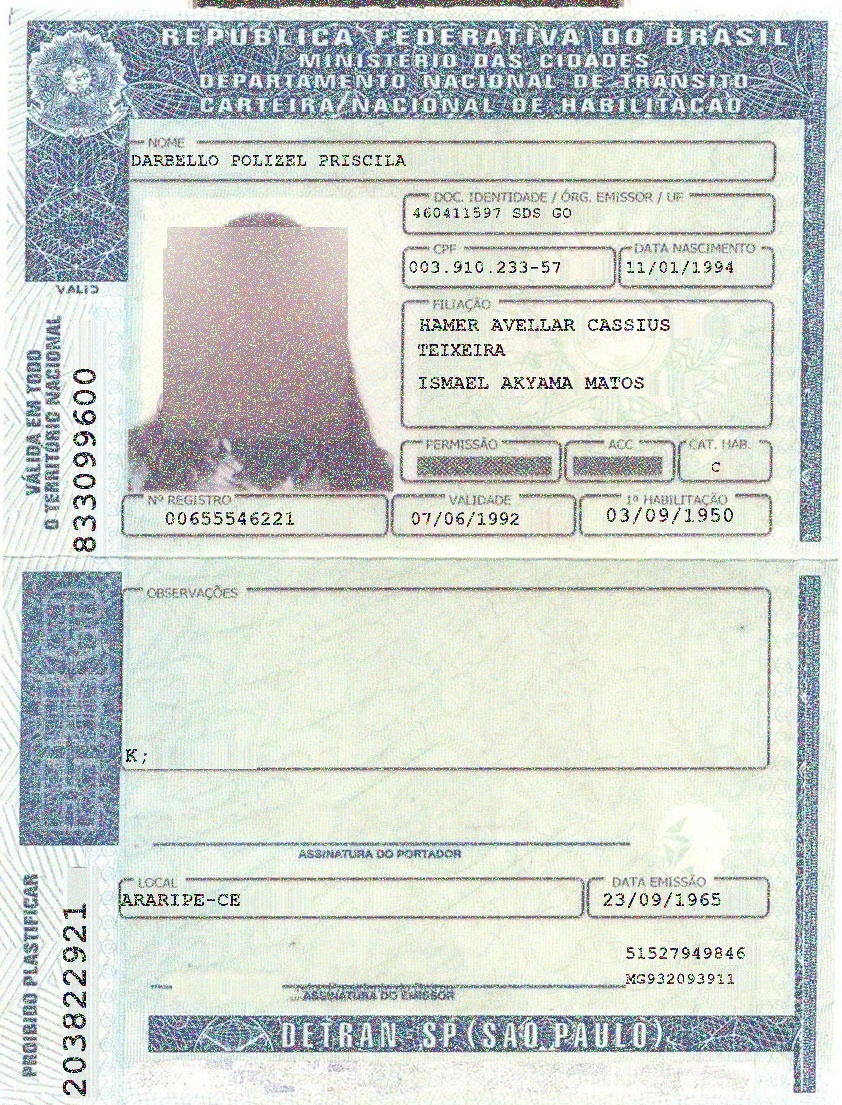 REPÚBLICA FEDERATIVA DO BRASIL
MINISTÉRIO DAS CIDADES
DEPARTAMENTO NACIONAL DE TRÂNSITO
CARTEIRA NACIONAL DE HABILITAÇÃO
NOME
DARBELLO POLIZEL PRISCILA
DOC. IDENTIDADE / ÓRG. EMISSOR / UF
460411597 SDS GO
CPF
DATA NASCIMENTO
003.910.233-57
11/01/1994
FILIAÇÃO
HAMER AVELLAR CASSIUS
TEIXEIRA
ISMAEL AKYAMA MATOS
PERMISSÃO
ACC
CAT. HAB.
C
Nº REGISTRO
VALIDADE
1ª HABILITAÇÃO
00655546221
07/06/1992
03/09/1950
VALID
VÁLIDA EM TODO
O TERRITÓRIO NACIONAL
833099600
OBSERVAÇÕES
K;
ASSINATURA DO PORTADOR
LOCAL
DATA EMISSÃO
ARARIPE-CE
23/09/1965
51527949846
MG932093911
ASSINATURA DO EMISSOR
PROIBIDO PLASTIFICAR
203822921
DETRAN-SP (SAO PAULO)